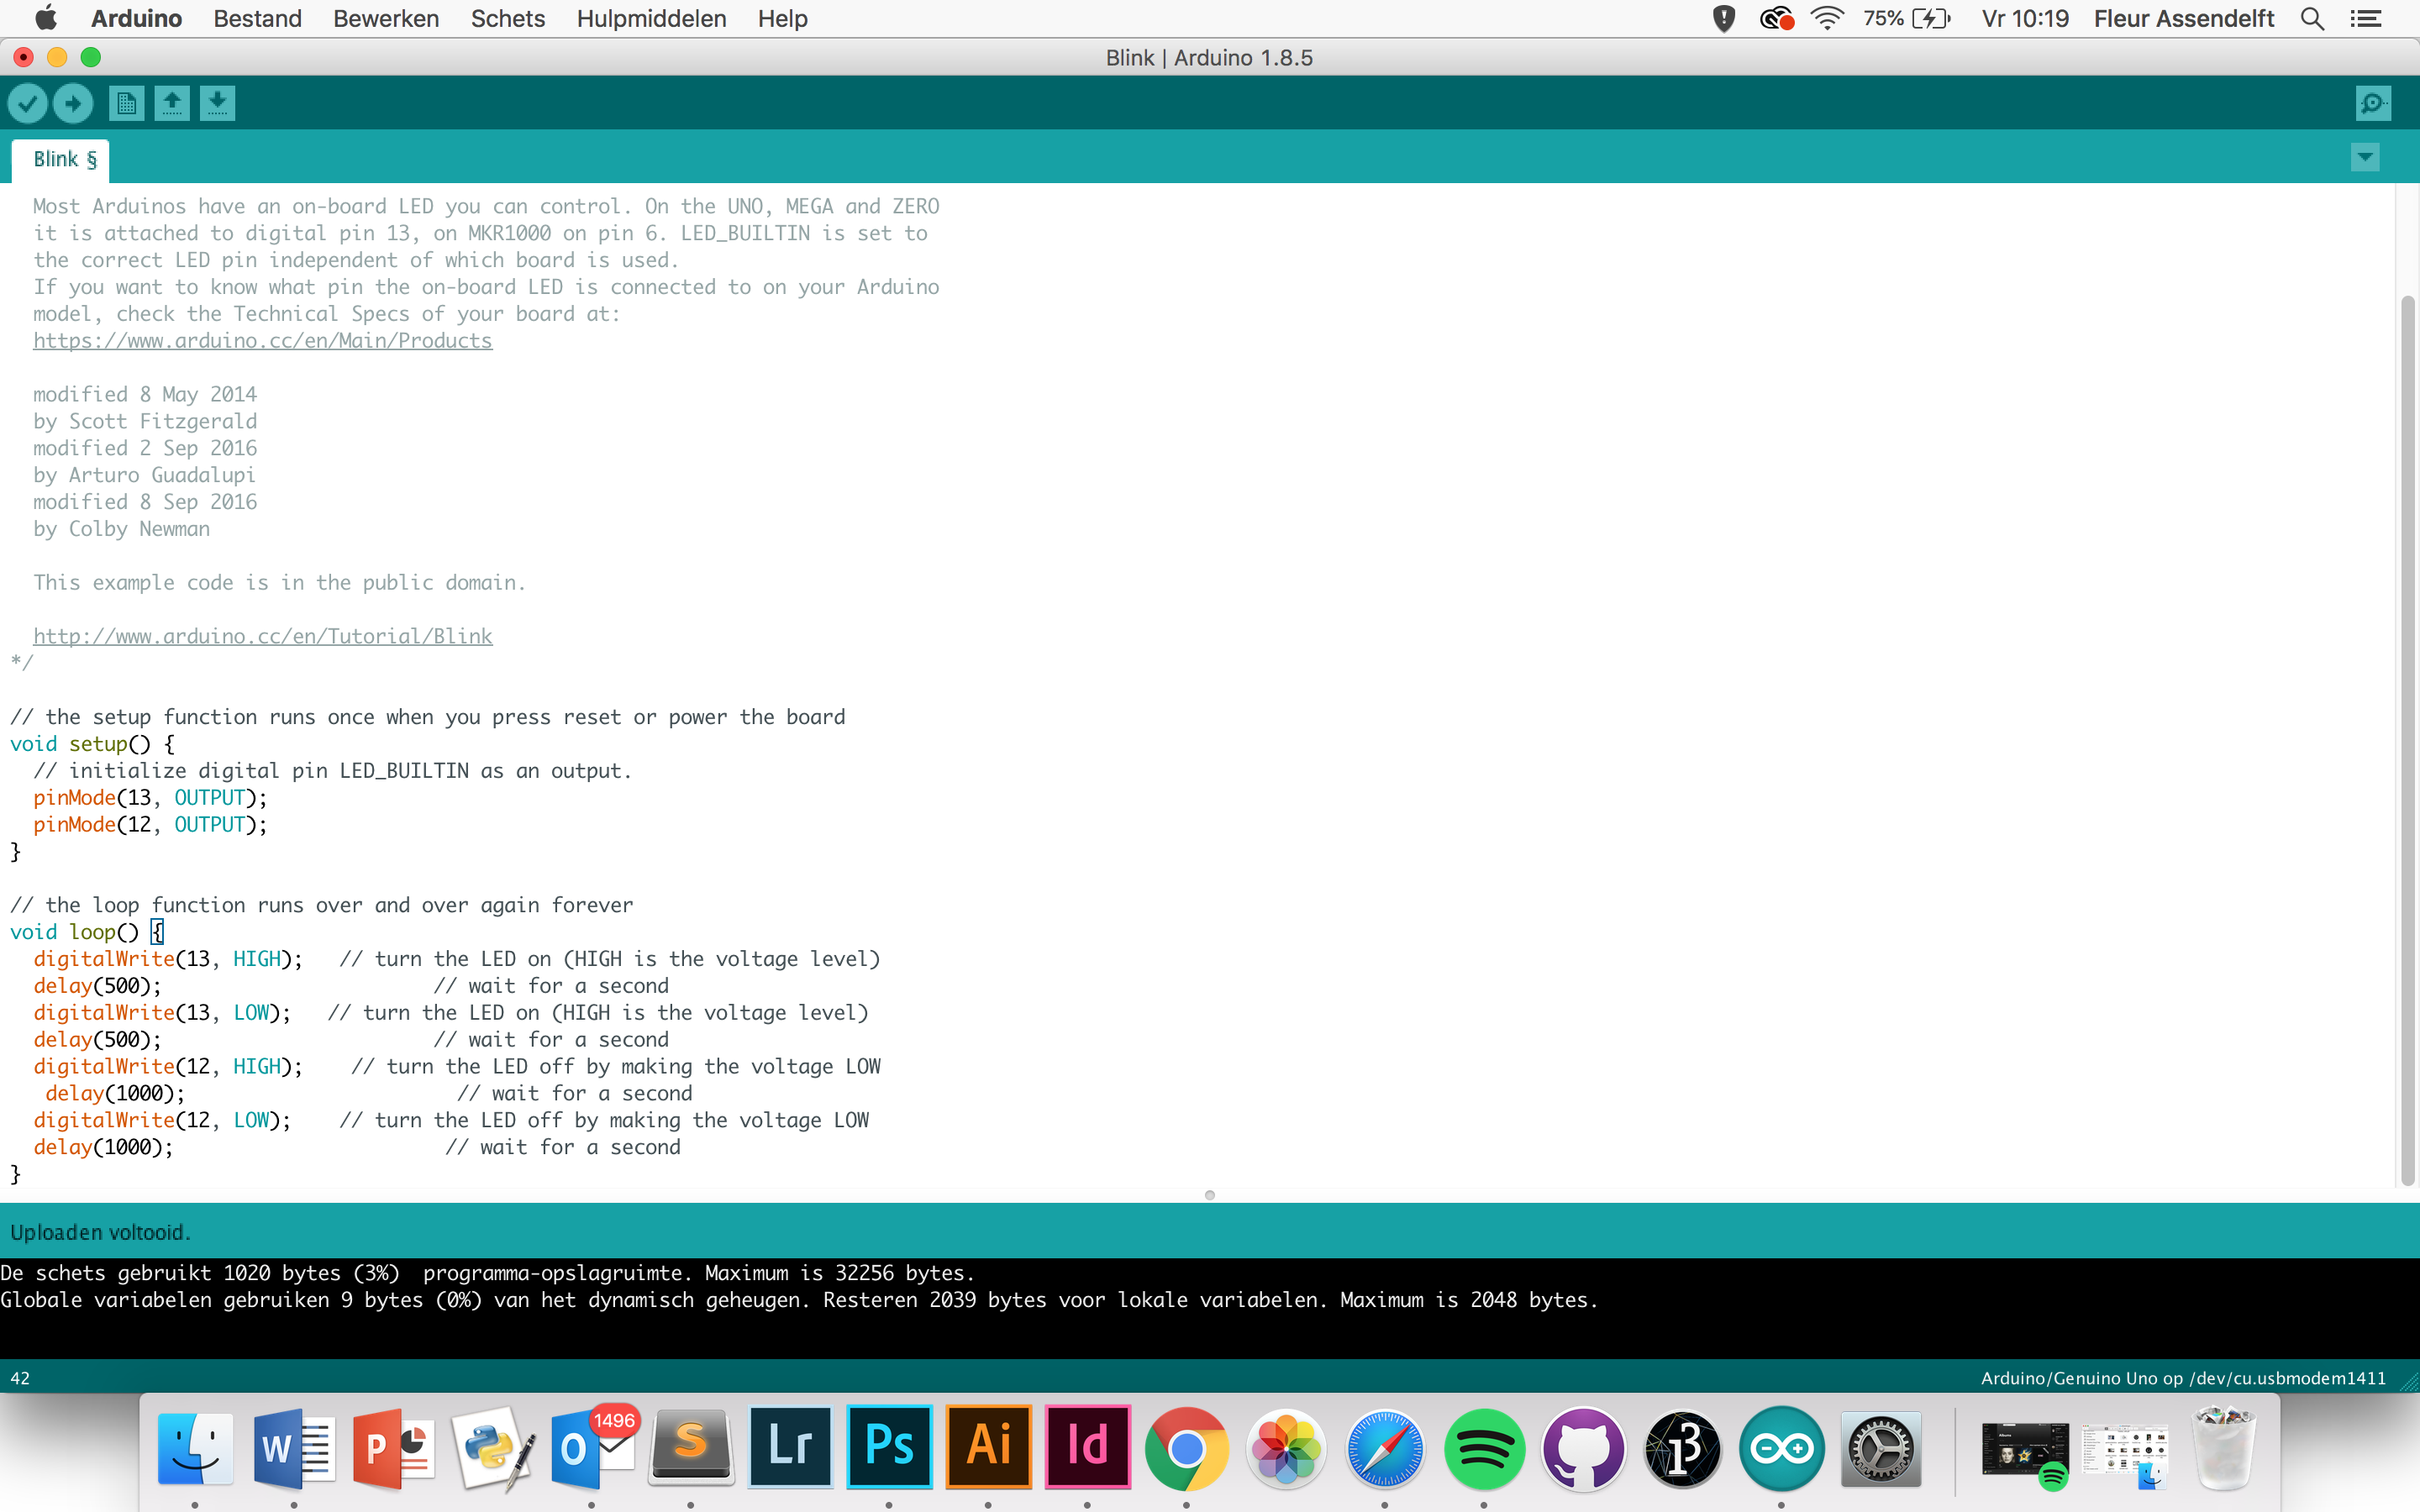 Arduino Bestand Bewerken Schets Hulpmiddelen Help 75% Vr 10:19 Fleur Assendelft
Blink | Arduino 1.8.5
Blink §
Most Arduinos have an on-board LED you can control. On the UNO, MEGA and ZERO
it is attached to digital pin 13, on MKR1000 on pin 6. LED_BUILTIN is set to
the correct LED pin independent of which board is used.
If you want to know what pin the on-board LED is connected to on your Arduino
model, check the Technical Specs of your board at:
https://www.arduino.cc/en/Main/Products
modified 8 May 2014
by Scott Fitzgerald
modified 2 Sep 2016
by Arturo Guadalupi
modified 8 Sep 2016
by Colby Newman
This example code is in the public domain.
http://www.arduino.cc/en/Tutorial/Blink
*/
// the setup function runs once when you press reset or power the board
void setup() {
// initialize digital pin LED_BUILTIN as an output.
pinMode(13, OUTPUT);
pinMode(12, OUTPUT);
}
// the loop function runs over and over again forever
void loop() {
digitalWrite(13, HIGH); // turn the LED on (HIGH is the voltage level)
delay(500); // wait for a second
digitalWrite(13, LOW); // turn the LED on (HIGH is the voltage level)
delay(500); // wait for a second
digitalWrite(12, HIGH); // turn the LED off by making the voltage LOW
delay(1000); // wait for a second
digitalWrite(12, LOW); // turn the LED off by making the voltage LOW
delay(1000); // wait for a second
}
Uploaden voltooid.
De schets gebruikt 1020 bytes (3%) programma-opslagruimte. Maximum is 32256 bytes.
Globale variabelen gebruiken 9 bytes (0%) van het dynamisch geheugen. Resteren 2039 bytes voor lokale variabelen. Maximum is 2048 bytes.
42 Arduino/Genuino Uno op /dev/cu.usbmodem1411
W P O 1496 S Lr Ps Ai Id